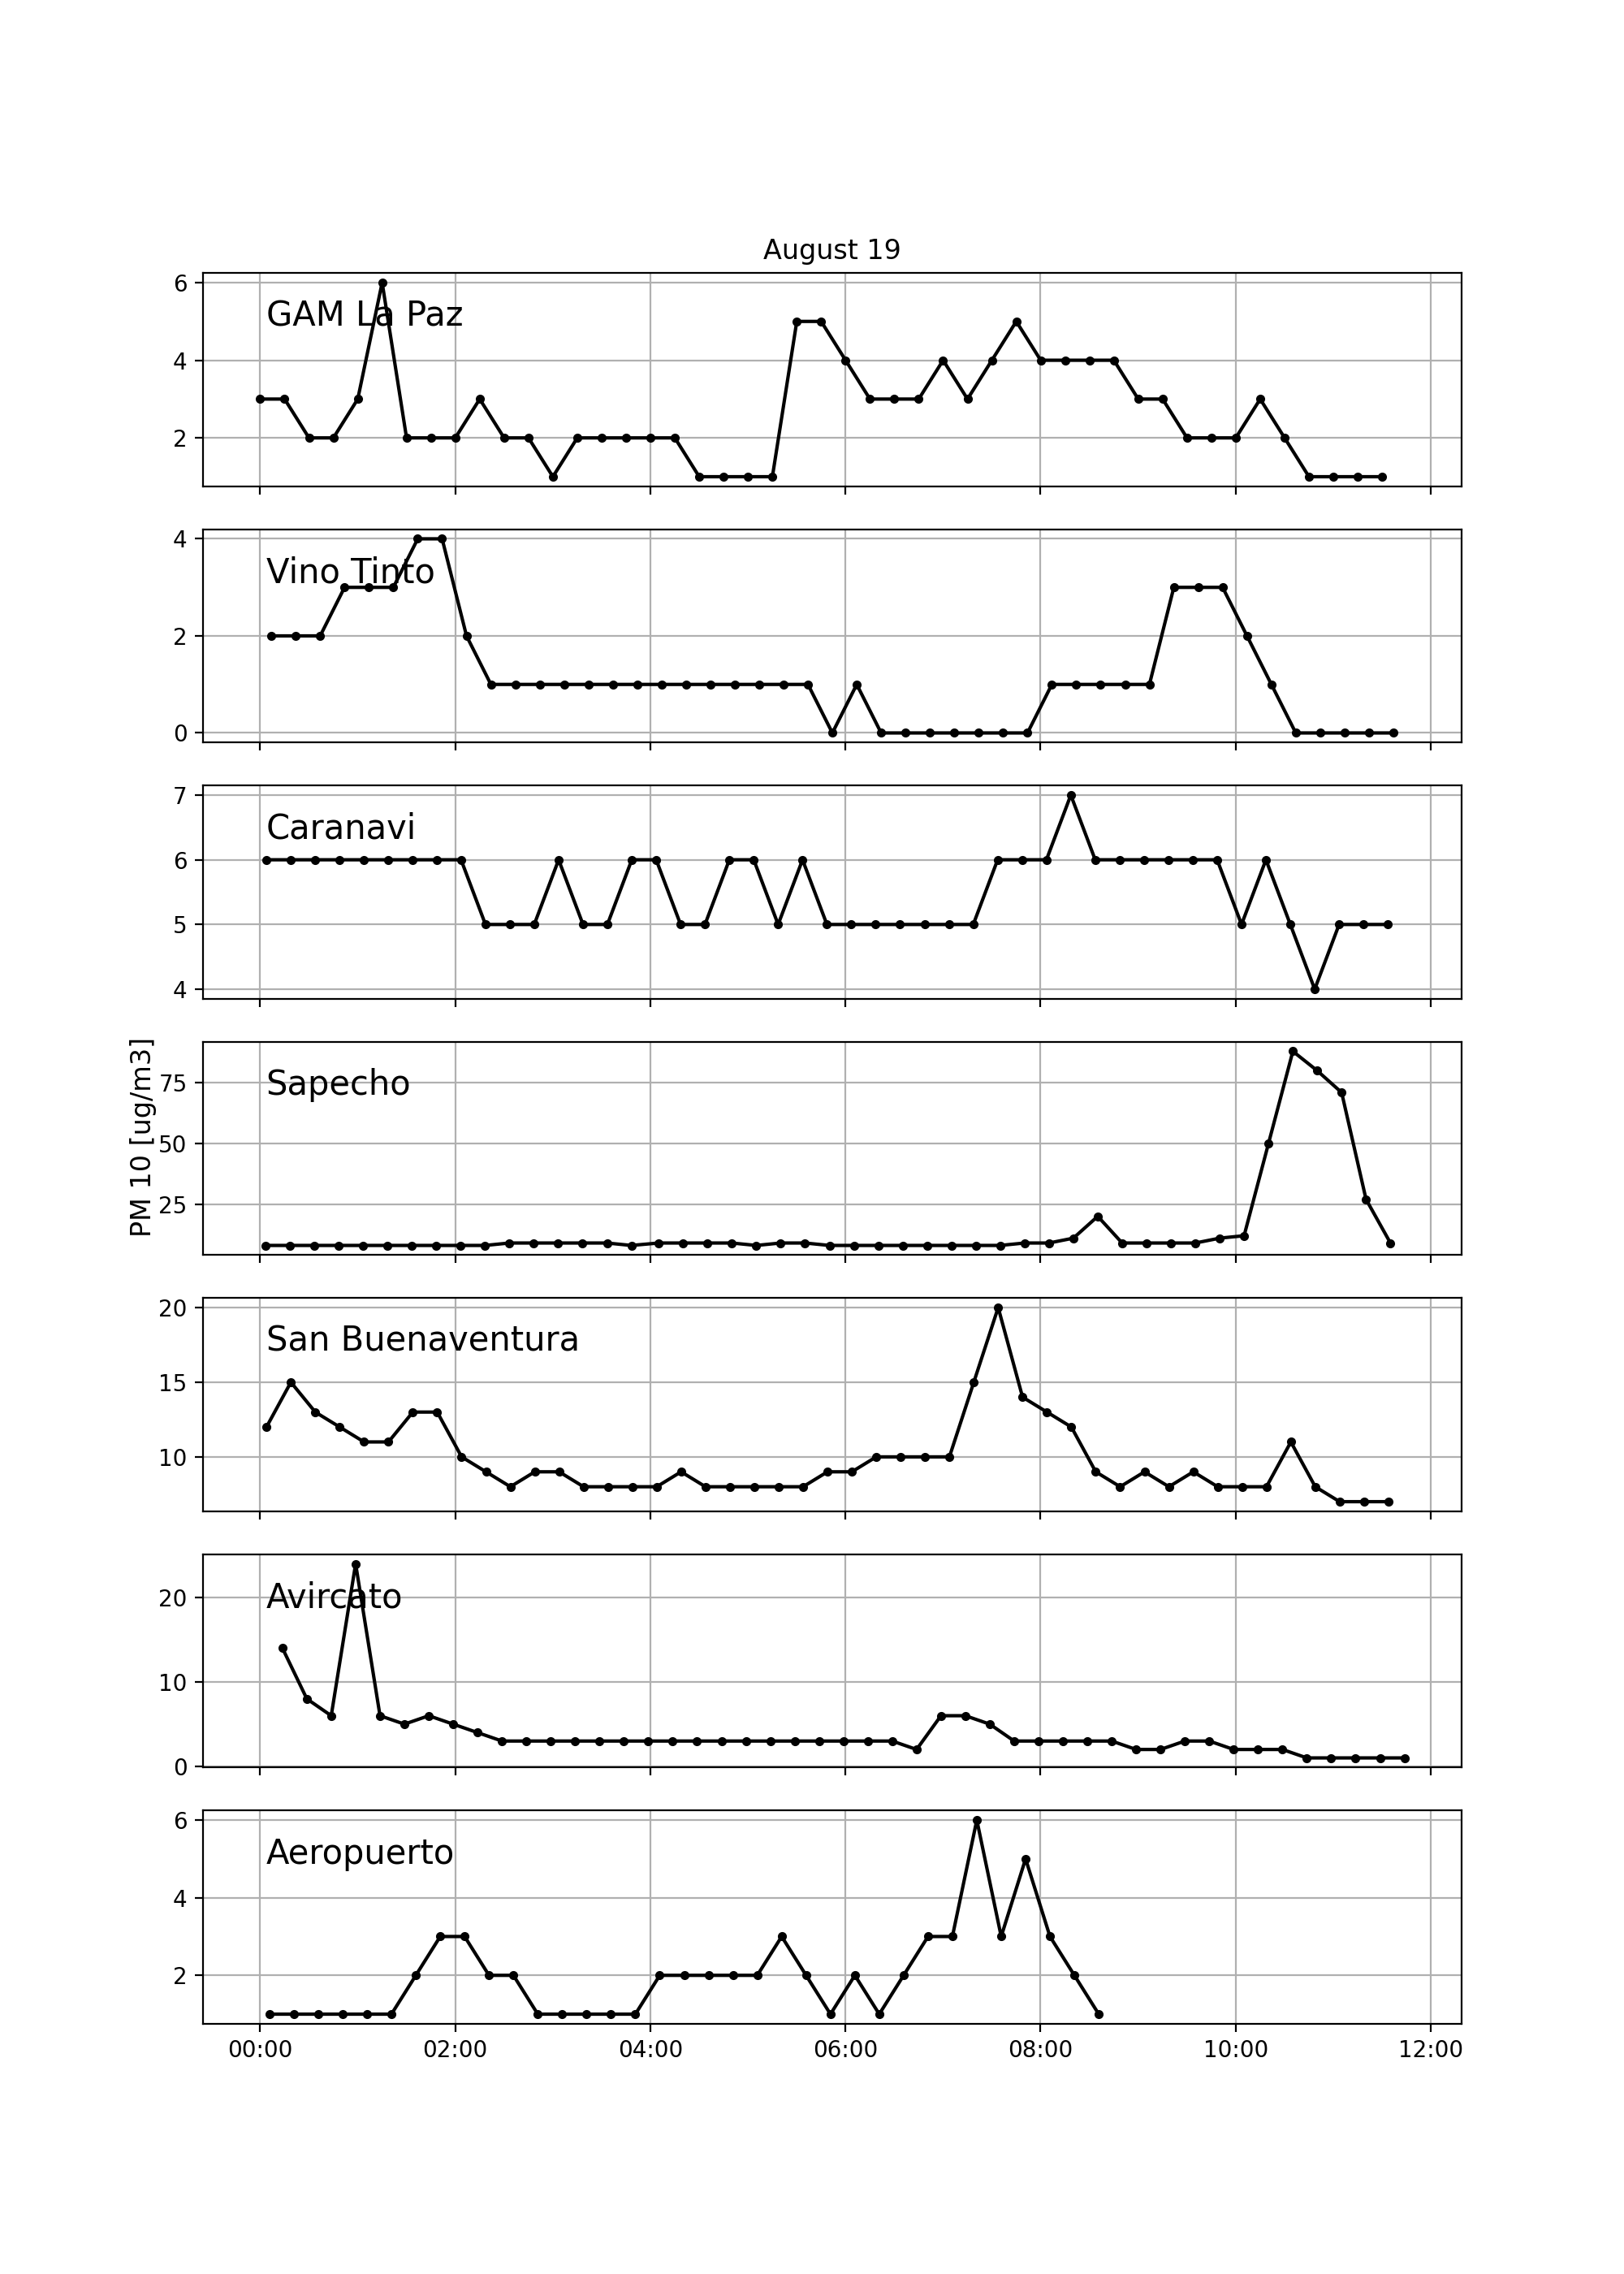 August 19
6
GAM La Paz
4
2
4
Vino Tinto
2
0
7
Caranavi
6
5
4
PM 10 [ug/m3]
Sapecho
75
50
25
20
San Buenaventura
15
10
Avircato
20
10
0
6
Aeropuerto
4
2
00:00 02:00 04:00 06:00 08:00 10:00 12:00